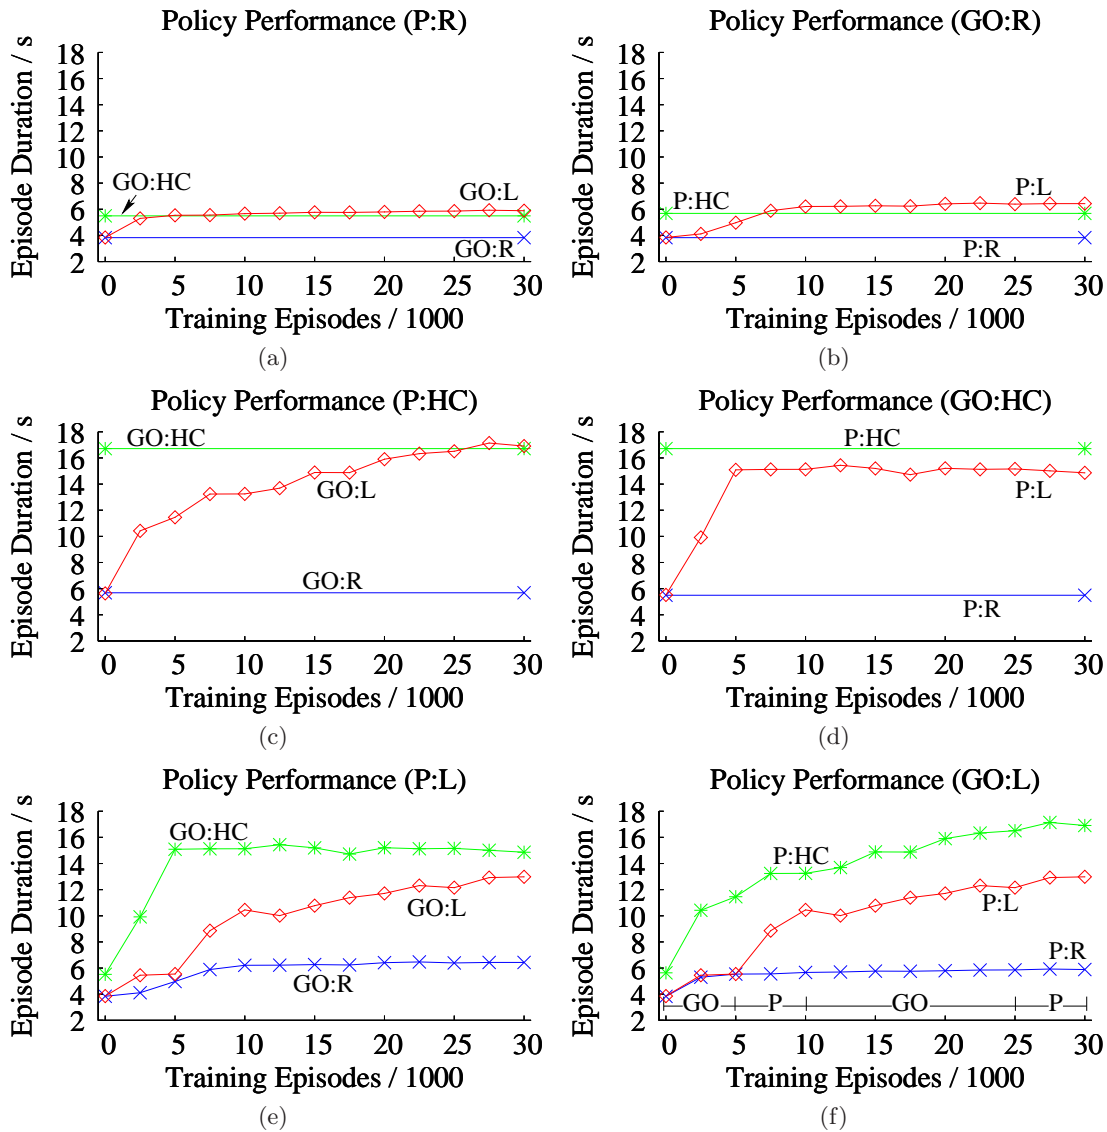 Policy Performance (P:R)
Episode Duration / s
18
16
14
12
10
8
6
4
2
GO:HC
GO:L
GO:R
0 5 10 15 20 25 30
Training Episodes / 1000
(a)
Policy Performance (GO:R)
Episode Duration / s
18
16
14
12
10
8
6
4
2
P:HC
P:L
P:R
0 5 10 15 20 25 30
Training Episodes / 1000
(b)
Policy Performance (P:HC)
Episode Duration / s
18
16
14
12
10
8
6
4
2
GO:HC
GO:L
GO:R
0 5 10 15 20 25 30
Training Episodes / 1000
(c)
Policy Performance (GO:HC)
Episode Duration / s
18
16
14
12
10
8
6
4
2
P:HC
P:L
P:R
0 5 10 15 20 25 30
Training Episodes / 1000
(d)
Policy Performance (P:L)
Episode Duration / s
18
16
14
12
10
8
6
4
2
GO:HC
GO:L
GO:R
0 5 10 15 20 25 30
Training Episodes / 1000
(e)
Policy Performance (GO:L)
Episode Duration / s
18
16
14
12
10
8
6
4
2
P:HC
P:L
P:R
GO P GO P
0 5 10 15 20 25 30
Training Episodes / 1000
(f)